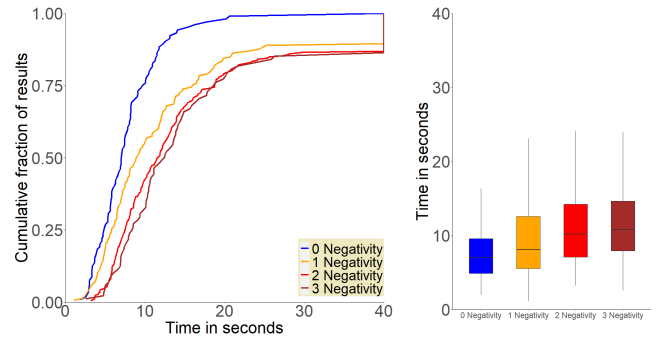 Cumulative fraction of results
1.00
0.75
0.50
0.25
0.00
0
10
20
30
40
Time in seconds
0 Negativity
1 Negativity
2 Negativity
3 Negativity
Time in seconds
40
30
20
10
0
0 Negativity
1 Negativity
2 Negativity
3 Negativity